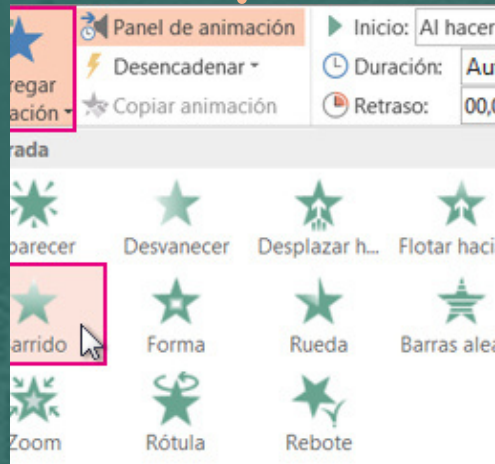 Panel de animación Inicio: Al hacer
Desencadenar Duración: Au
regar
ación Copiar animación Retraso: 00,
rada
parecer Desvanecer Desplazar h... Flotar haci
arrido Forma Rueda Barras alea
Zoom Rótula Rebote